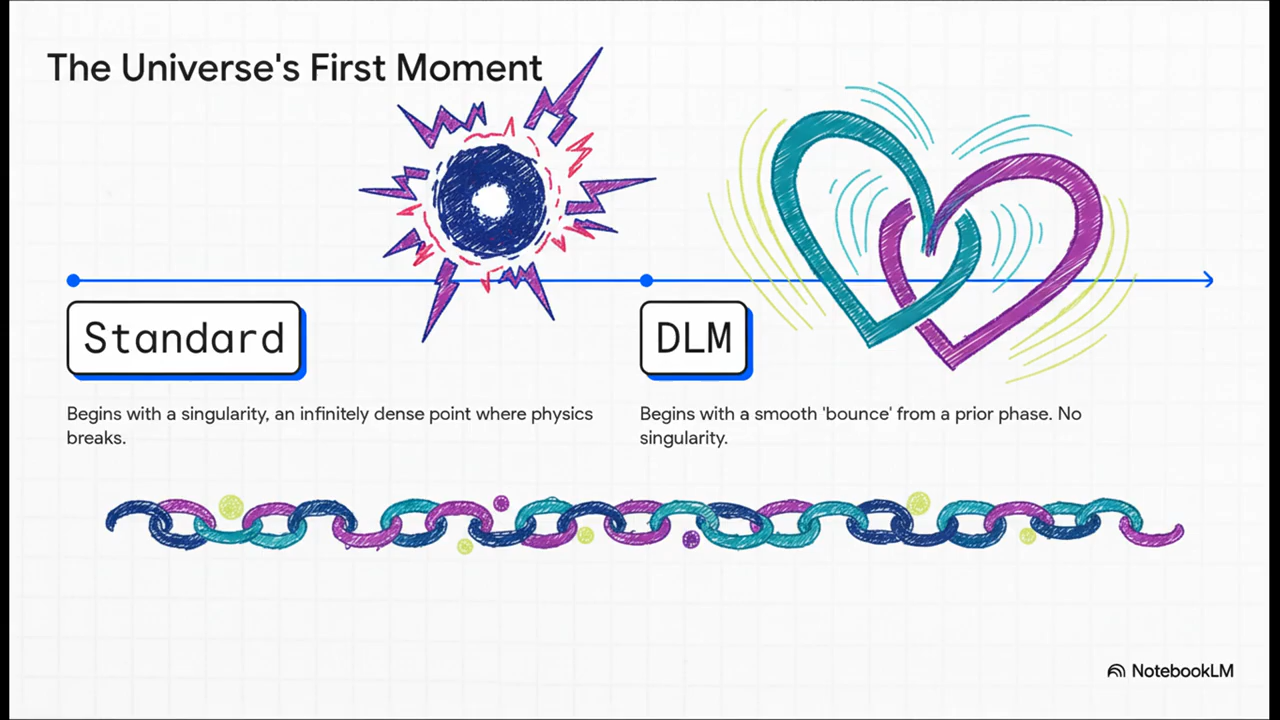 The Universe's First Moment
Standard
Begins with a singularity, an infinitely dense point where physics
breaks.
DLM
Begins with a smooth 'bounce' from a prior phase. No
singularity.
NotebookLM